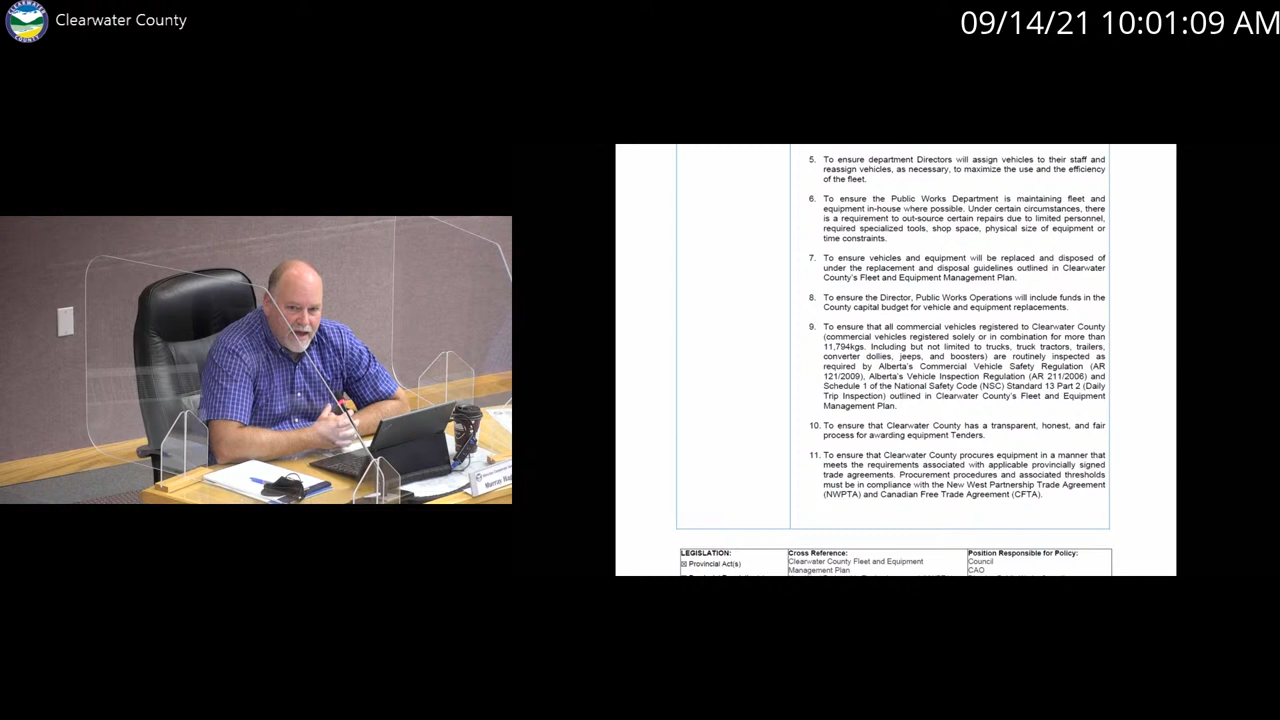 Clearwater County
09/14/21 10:01:09 AM
5. To ensure department Directors will assign vehicles to their staff and
reassign vehicles, as necessary, to maximize the use and the efficiency
of the fleet.
6. To ensure the Public Works Department is maintaining fleet and
equipment in-house where possible. Under certain circumstances, there
is a requirement to out-source certain repairs due to limited personnel,
required specialized tools, shop space, physical size of equipment or
time constraints.
7. To ensure vehicles and equipment will be replaced and disposed of
under the replacement and disposal guidelines outlined in Clearwater
County's Fleet and Equipment Management Plan.
8. To ensure the Director, Public Works Operations will include funds in the
County capital budget for vehicle and equipment replacements.
9. To ensure that all commercial vehicles registered to Clearwater County
(commercial vehicles registered solely or in combination for more than
11,794kgs. Including but not limited to trucks, truck tractors, trailers,
converter dollies, jeeps, and boosters) are routinely inspected as
required by Alberta's Commercial Vehicle Safety Regulation (AR
121/2009), Alberta's Vehicle Inspection Regulation (AR 211/2006) and
Schedule 1 of the National Safety Code (NSC) Standard 13 Part 2 (Daily
Trip Inspection) outlined in Clearwater County's Fleet and Equipment
Management Plan.
10. To ensure that Clearwater County has a transparent, honest, and fair
process for awarding equipment Tenders.
11. To ensure that Clearwater County procures equipment in a manner that
meets the requirements associated with applicable provincially signed
trade agreements. Procurement procedures and associated thresholds
must be in compliance with the New West Partnership Trade Agreement
(NWPTA) and Canadian Free Trade Agreement (CFTA).
LEGISLATION:
☒ Provincial Act(s)
Cross Reference:
Clearwater County Fleet and Equipment
Management Plan
Position Responsible for Policy:
Council
CAO
Murray